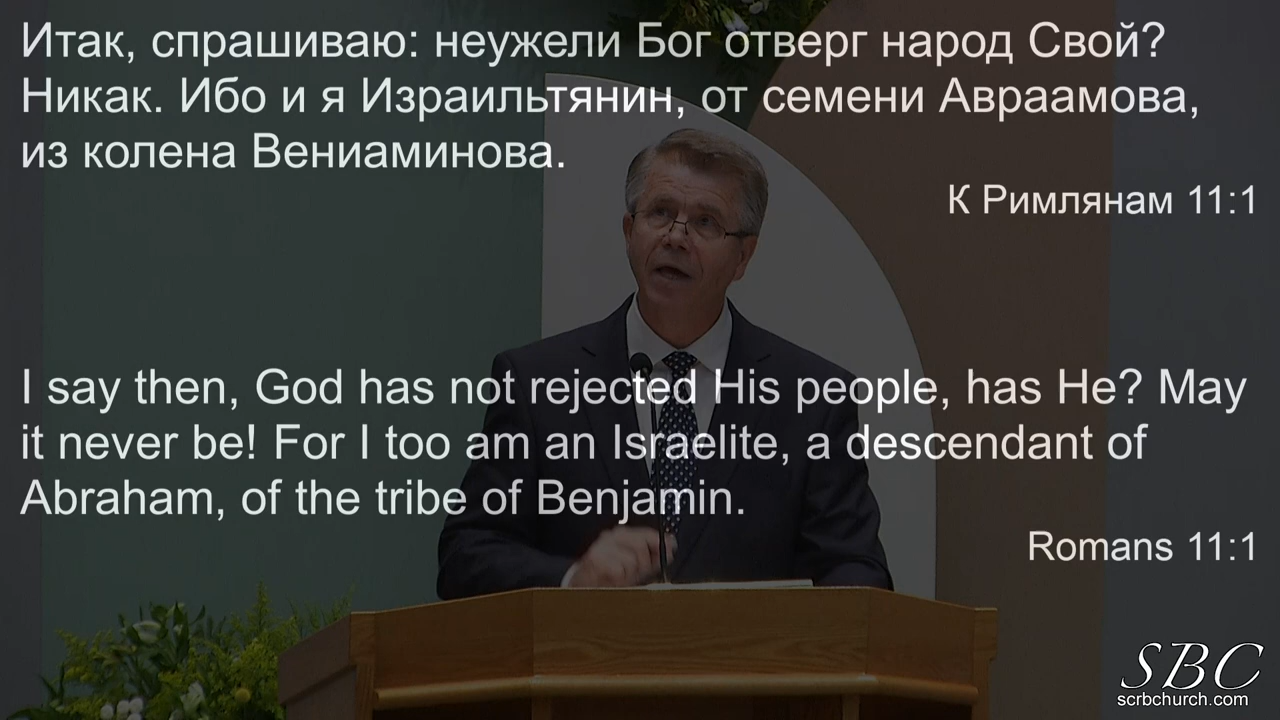 Итак, спрашиваю: неужели Бог отверг народ Свой?
Никак. Ибо и я Израильтянин, от семени Авраамова,
из колена Вениаминова.
К Римлянам 11:1
I say then, God has not rejected His people, has He? May
it never be! For I too am an Israelite, a descendant of
Abraham, of the tribe of Benjamin.
Romans 11:1
SBC
scrbchurch.com